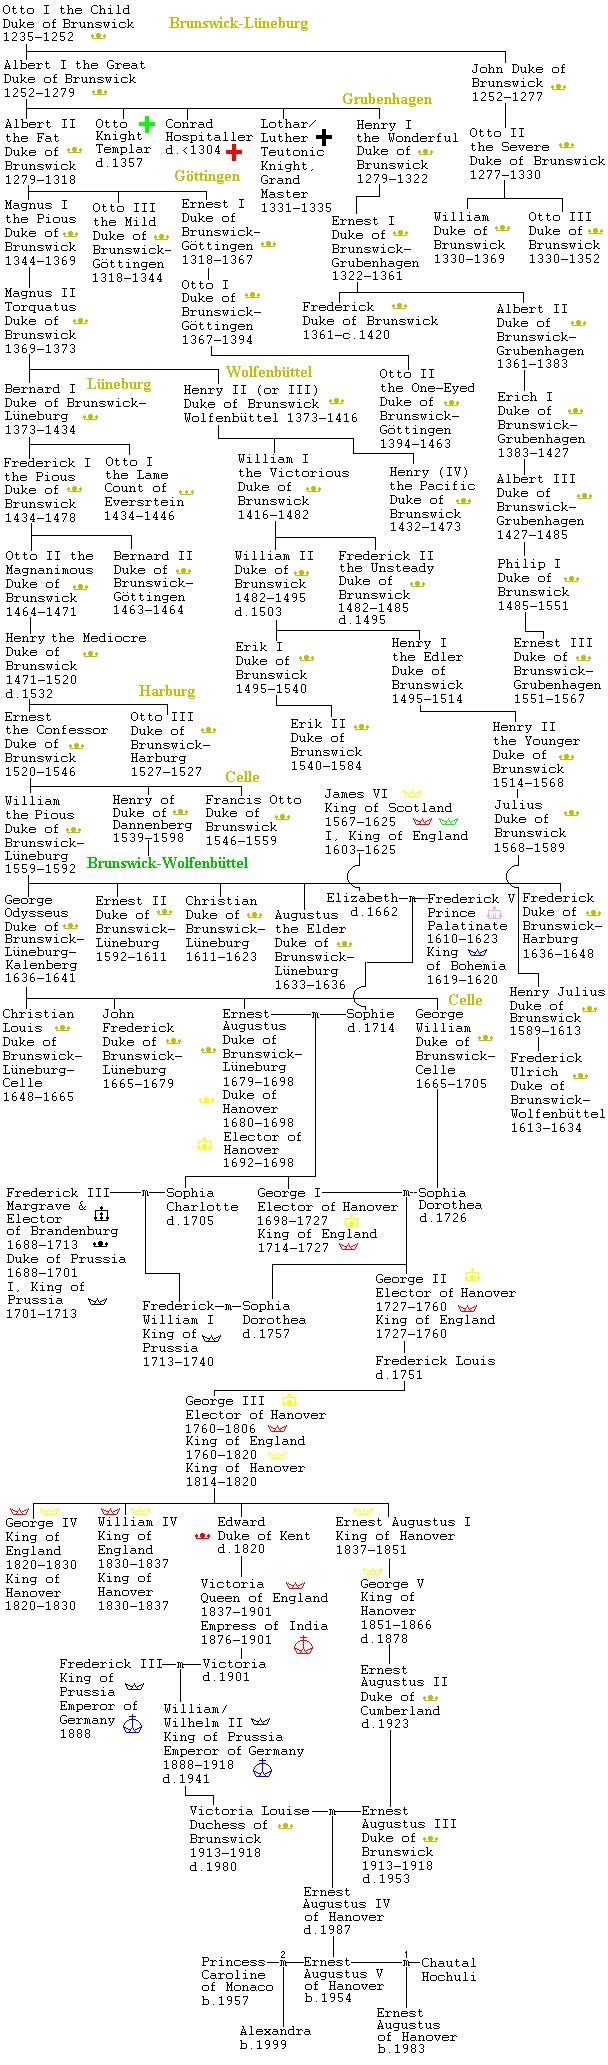 Otto I the Child
Duke of Brunswick
1235-1252
Brunswick-Lüneburg
Albert I the Great
Duke of Brunswick
1252-1279
John Duke of
Brunswick
1252-1277
Grubenhagen
Albert II
the Fat
Duke of
Brunswick
1279-1318
Otto
Knight
Templar
d.1357
Conrad
Hospitaller
d.<1304
Lothar/
Luther
Teutonic
Knight,
Grand
Master
1331-1335
Henry I
the Wonderful
Duke of
Brunswick
1279-1322
Otto II
the Severe
Duke of Brunswick
1277-1330
Göttingen
Magnus I
the Pious
Duke of
Brunswick
1344-1369
Otto III
the Mild
Duke of
Brunswick-
Göttingen
1318-1344
Ernest I
Duke of
Brunswick-
Göttingen
1318-1367
Ernest I
Duke of
Brunswick-
Grubenhagen
1322-1361
William
Duke of
Brunswick
1330-1369
Otto III
Duke of
Brunswick
1330-1352
Magnus II
Torquatus
Duke of
Brunswick
1369-1373
Otto I
Duke of
Brunswick-
Göttingen
1367-1394
Frederick
Duke of Brunswick
1361-c.1420
Albert II
Duke of
Brunswick-
Grubenhagen
1361-1383
Lüneburg
Wolfenbüttel
Bernard I
Duke of Brunswick-
Lüneburg
1373-1434
Henry II (or III)
Duke of Brunswick
Wolfenbüttel 1373-1416
Otto II
the One-Eyed
Duke of
Brunswick-
Göttingen
1394-1463
Erich I
Duke of
Brunswick-
Grubenhagen
1383-1427
Frederick I
the Pious
Duke of
Brunswick
1434-1478
Otto I
the Lame
Count of
Eversrtein
1434-1446
William I
the Victorious
Duke of
Brunswick
1416-1482
Henry (IV)
the Pacific
Duke of
Brunswick
1432-1473
Albert III
Duke of
Brunswick-
Grubenhagen
1427-1485
Otto II the
Magnanimous
Duke of
Brunswick
1464-1471
Bernard II
Duke of
Brunswick-
Göttingen
1463-1464
William II
Duke of
Brunswick
1482-1495
d.1503
Frederick II
the Unsteady
Duke of
Brunswick
1482-1485
d.1495
Philip I
Duke of
Brunswick
1485-1551
Henry the Mediocre
Duke of
Brunswick
1471-1520
d.1532
Erik I
Duke of
Brunswick
1495-1540
Henry I
the Edler
Duke of
Brunswick
1495-1514
Ernest III
Duke of
Brunswick-
Grubenhagen
1551-1567
Harburg
Ernest
the Confessor
Duke of
Brunswick
1520-1546
Otto III
Duke of
Brunswick-
Harburg
1527-1527
Erik II
Duke of
Brunswick
1540-1584
Henry II
the Younger
Duke of
Brunswick
1514-1568
Celle
William
the Pious
Duke of
Brunswick-
Lüneburg
1559-1592
Henry of
Duke of
Dannenberg
1539-1598
Francis Otto
Duke of
Brunswick
1546-1559
James VI
King of Scotland
1567-1625
I, King of England
1603-1625
Julius
Duke of
Brunswick
1568-1589
Brunswick-Wolfenbüttel
George
Odysseus
Duke of
Brunswick-
Lüneburg-
Kalenberg
1636-1641
Ernest II
Duke of
Brunswick-
Lüneburg
1592-1611
Christian
Duke of
Brunswick-
Lüneburg
1611-1623
Augustus
the Elder
Duke of
Brunswick-
Lüneburg
1633-1636
Elizabeth
d.1662
m
Frederick V
Prince
Palatinate
1610-1623
King
of Bohemia
1619-1620
Frederick
Duke of
Brunswick-
Harburg
1636-1648
Celle
Henry Julius
Duke of
Brunswick
1589-1613
Christian
Louis
Duke of
Brunswick-
Lüneburg-
Celle
1648-1665
John
Frederick
Duke of
Brunswick-
Lüneburg
1665-1679
Ernest
Augustus
Duke of
Brunswick-
Lüneburg
1679-1698
Duke of
Hanover
1680-1698
Elector of
Hanover
1692-1698
m
Sophie
d.1714
George
William
Duke of
Brunswick-
Celle
1665-1705
Frederick
Ulrich
Duke of
Brunswick-
Wolfenbüttel
1613-1634
Frederick III
Margrave &
Elector
of Brandenburg
1688-1713
Duke of Prussia
1688-1701
I, King of
Prussia
1701-1713
m
Sophia
Charlotte
d.1705
George I
Elector of Hanover
1698-1727
King of England
1714-1727
m
Sophia
Dorothea
d.1726
Frederick
William I
King of
Prussia
1713-1740
m
Sophia
Dorothea
d.1757
George II
Elector of Hanover
1727-1760
King of England
1727-1760
Frederick Louis
d.1751
George III
Elector of Hanover
1760-1806
King of England
1760-1820
King of Hanover
1814-1820
George IV
King of
England
1820-1830
King of
Hanover
1820-1830
William IV
King of
England
1830-1837
King of
Hanover
1830-1837
Edward
Duke of Kent
d.1820
Ernest Augustus I
King of Hanover
1837-1851
Victoria
Queen of England
1837-1901
Empress of India
1876-1901
George V
King of
Hanover
1851-1866
d.1878
Frederick III
King of
Prussia
Emperor of
Germany
1888
m
Victoria
d.1901
Ernest
Augustus II
Duke of
Cumberland
d.1923
William/
Wilhelm II
King of Prussia
Emperor of Germany
1888-1918
d.1941
Victoria Louise
Duchess of
Brunswick
1913-1918
d.1980
m
Ernest
Augustus III
Duke of
Brunswick
1913-1918
d.1953
Ernest
Augustus IV
of Hanover
d.1987
Princess
Caroline
of Monaco
b.1957
2
m
Ernest
Augustus V
of Hanover
b.1954
1
m
Chautal
Hochuli
Alexandra
b.1999
Ernest
Augustus
of Hanover
b.1983